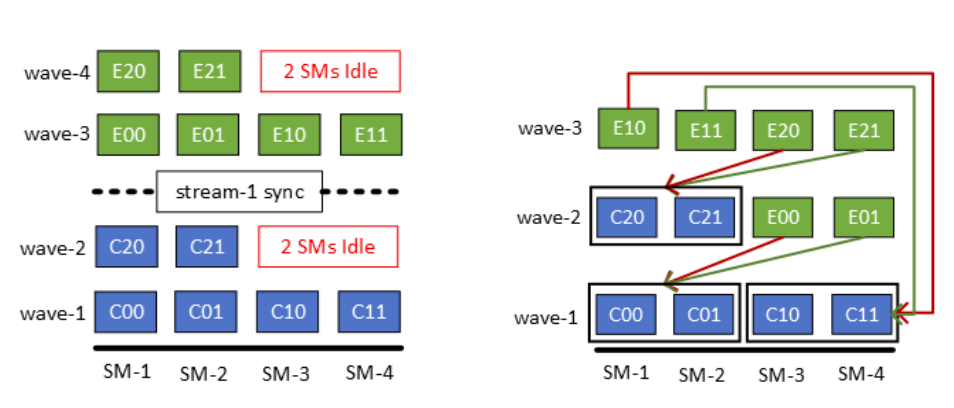 wave-4 E20 E21 2 SMs Idle
wave-3 E00 E01 E10 E11
stream-1 sync
wave-2 C20 C21 2 SMs Idle
wave-1 C00 C01 C10 C11
SM-1 SM-2 SM-3 SM-4
wave-3 E10 E11 E20 E21
wave-2 C20 C21 E00 E01
wave-1 C00 C01 C10 C11
SM-1 SM-2 SM-3 SM-4